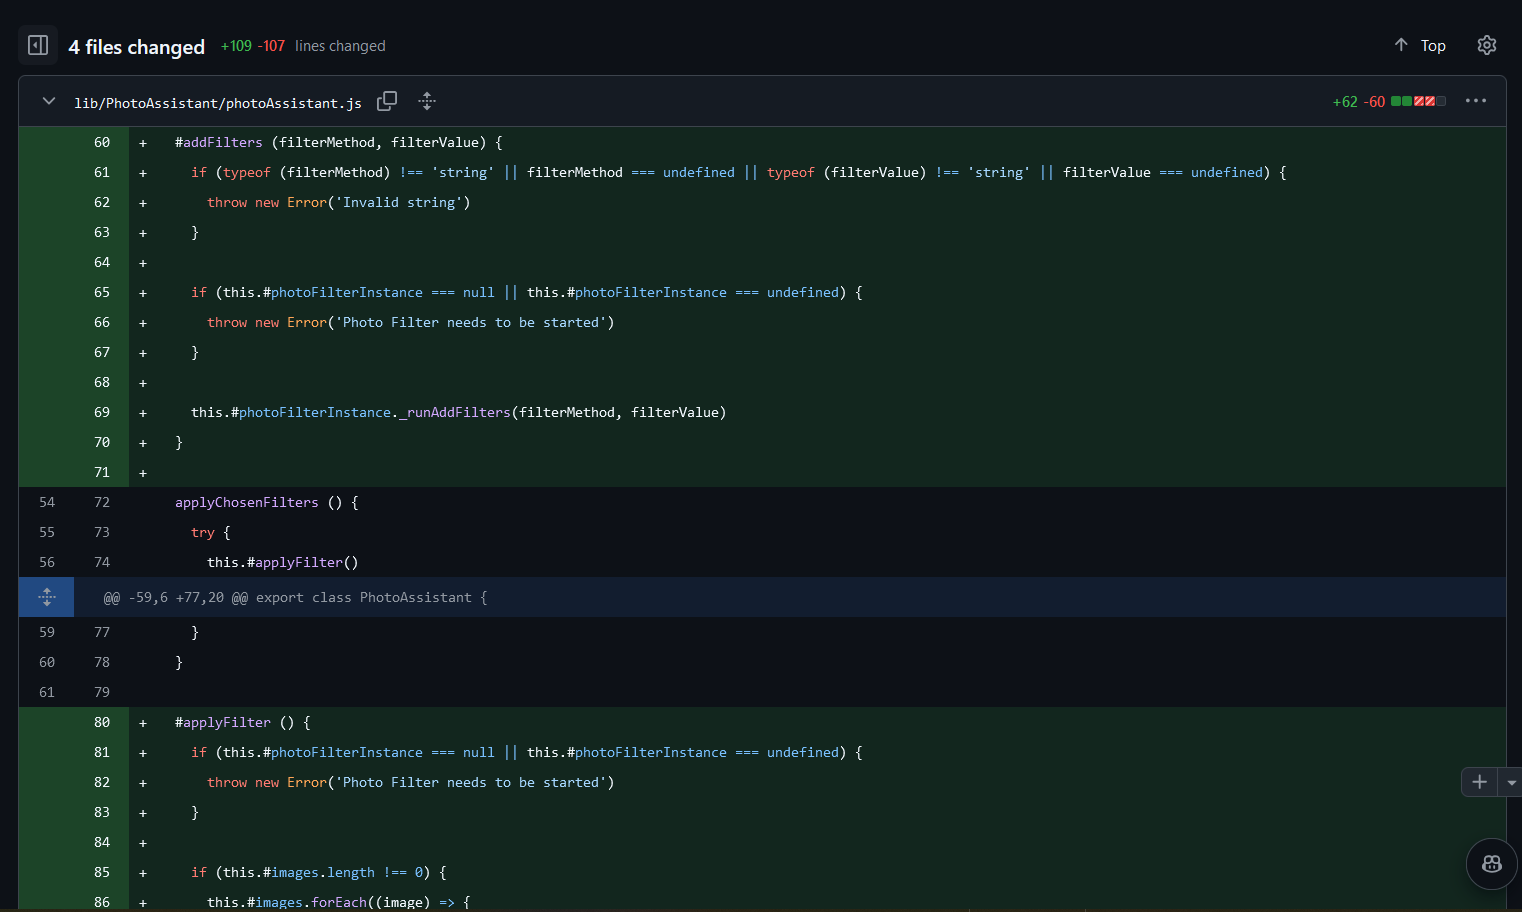 4 files changed +109 -107 lines changed Top
lib/PhotoAssistant/photoAssistant.js +62 -60
60 + #addFilters (filterMethod, filterValue) {
61 + if (typeof (filterMethod) !== 'string' || filterMethod === undefined || typeof (filterValue) !== 'string' || filterValue === undefined) {
62 + throw new Error('Invalid string')
63 + }
64 +
65 + if (this.#photoFilterInstance === null || this.#photoFilterInstance === undefined) {
66 + throw new Error('Photo Filter needs to be started')
67 + }
68 +
69 + this.#photoFilterInstance._runAddFilters(filterMethod, filterValue)
70 + }
71 +
54 72 applyChosenFilters () {
55 73 try {
56 74 this.#applyFilter()
@@ -59,6 +77,20 @@ export class PhotoAssistant {
59 77 }
60 78 }
61 79
80 + #applyFilter () {
81 + if (this.#photoFilterInstance === null || this.#photoFilterInstance === undefined) {
82 + throw new Error('Photo Filter needs to be started')
83 + }
84 +
85 + if (this.#images.length !== 0) {
86 + this.#images.forEach((image) => {